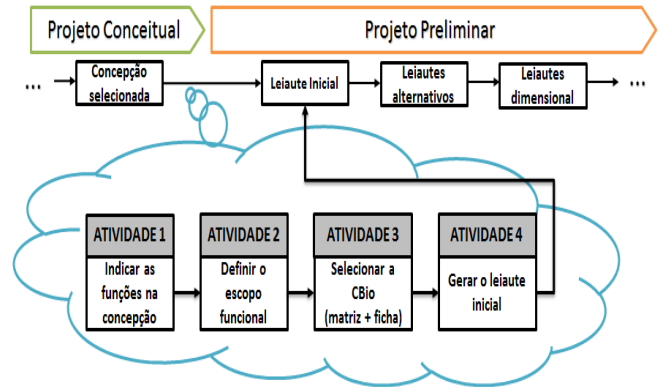 Projeto Conceitual
Projeto Preliminar
...
Concepção
selecionada
Leiaute Inicial
Leiautes
alternativos
Leiautes
dimensional
...
ATIVIDADE 1
Indicar as
funções na
concepção
ATIVIDADE 2
Definir o
escopo
funcional
ATIVIDADE 3
Selecionar a
CBio
(matriz + ficha)
ATIVIDADE 4
Gerar o leiaute
inicial